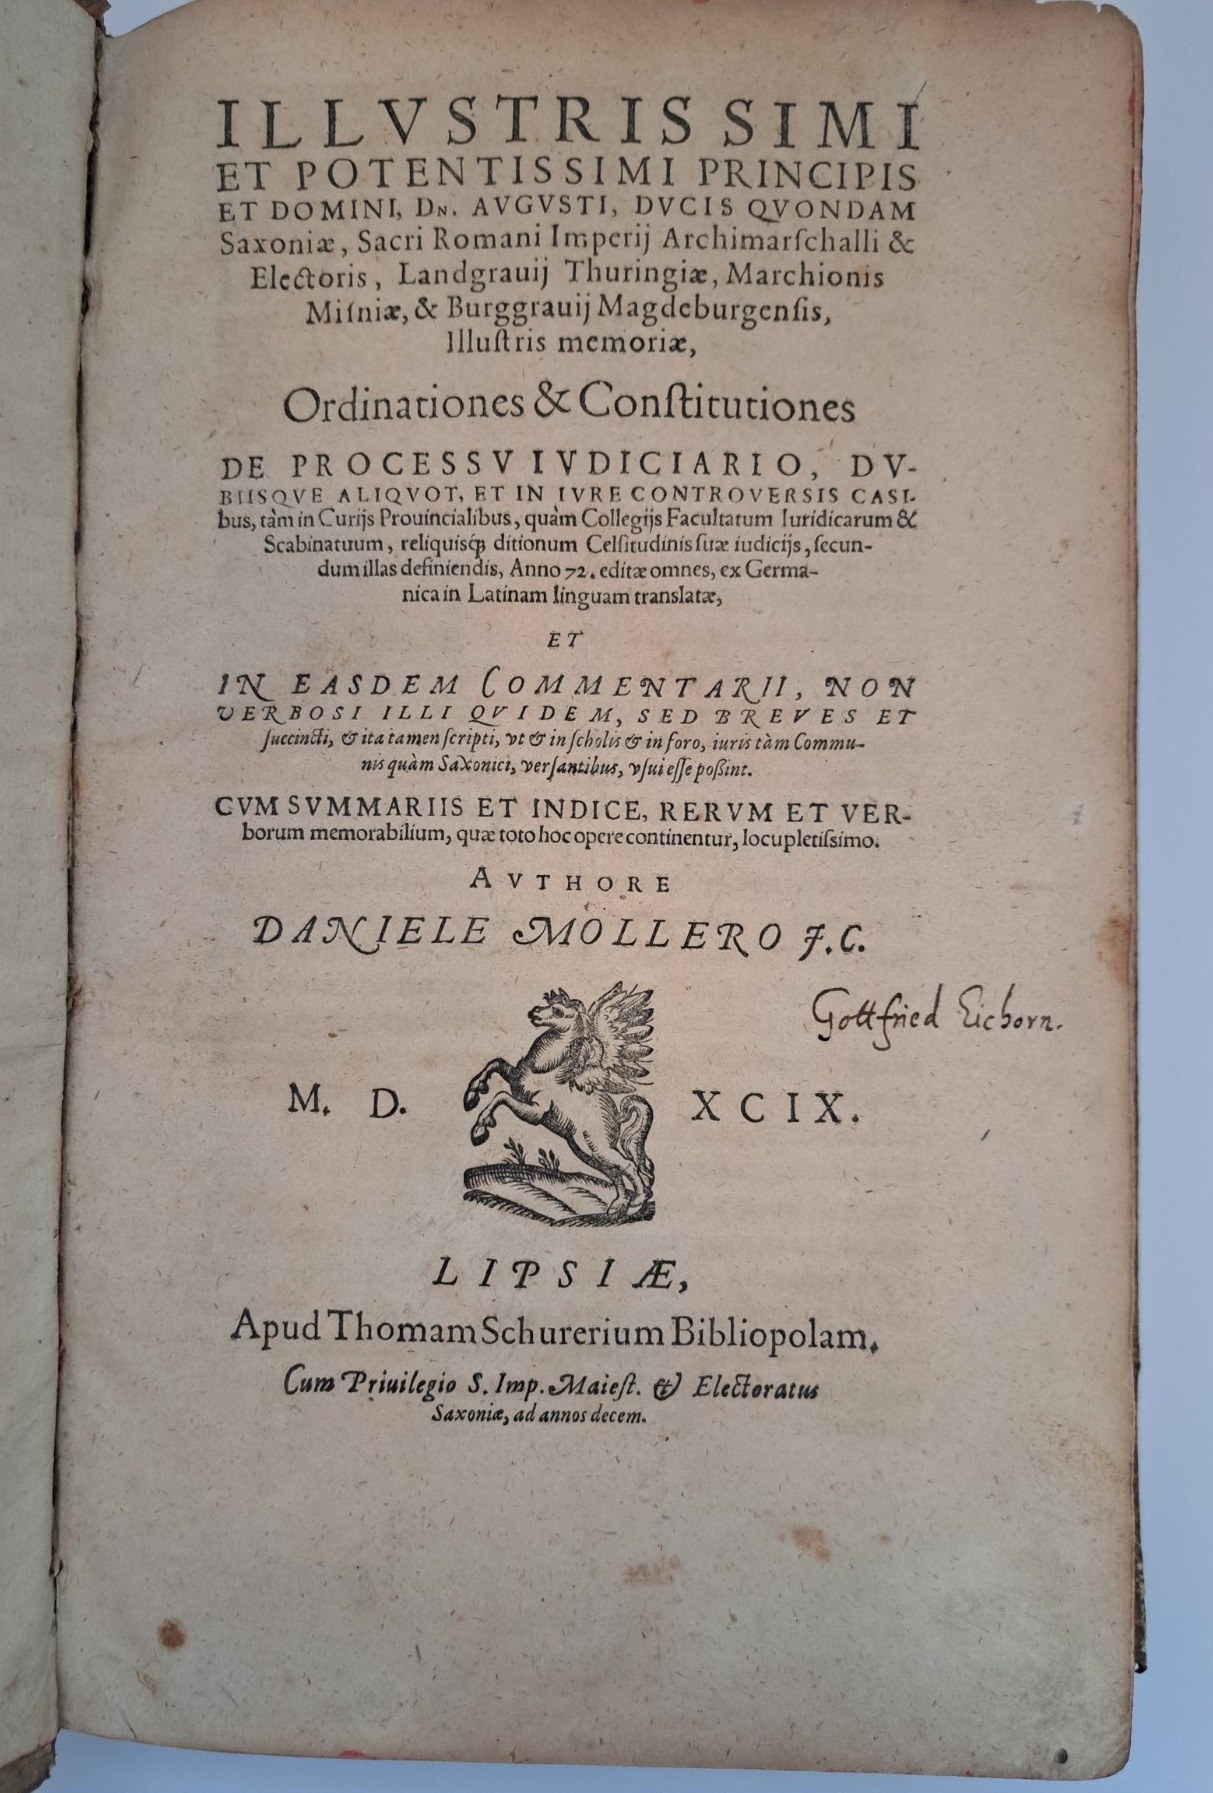 ILLVSTRISSIMI
ET POTENTISSIMI PRINCIPIS
ET DOMINI, Dn. AVGVSTI, DVCIS QVONDAM
Saxoniæ, Sacri Romani Imperij Archimarſchalli &
Electoris, Landgrauij Thuringiæ, Marchionis
Miſniæ, & Burggrauij Magdeburgenſis,
Illuſtris memoriæ,
Ordinationes & Conſtitutiones
DE PROCESSV IVDICIARIO, DV-
BIISQVE ALIQVOT, ET IN IVRE CONTROVERSIS CASI-
bus, tàm in Curijs Prouincialibus, quàm Collegijs Facultatum Iuridicarum &
Scabinatuum, reliquisq́; ditionum Celſitudinis ſuæ iudicijs, ſecun-
dum illas definiendis, Anno 72. editæ omnes, ex Germa-
nica in Latinam linguam translatæ,
ET
IN EASDEM COMMENTARII, NON
VERBOSI ILLI QVIDEM, SED BREVES ET
ſuccincti, & ita tamen ſcripti, vt & in ſcholis & in foro, iuris tàm Commu-
nis quàm Saxonici, verſantibus, vſui eſſe poßint.
CVM SVMMARIIS ET INDICE, RERVM ET VER-
borum memorabilium, quæ toto hoc opere continentur, locupletiſsimo.
AVTHORE
DANIELE MOLLERO J.C.
Gottfried Eichorn.
M. D. XCIX.
LIPSIÆ,
Apud Thomam Schurerium Bibliopolam.
Cum Priuilegio S. Imp. Maieſt. & Electoratus
Saxoniæ, ad annos decem.